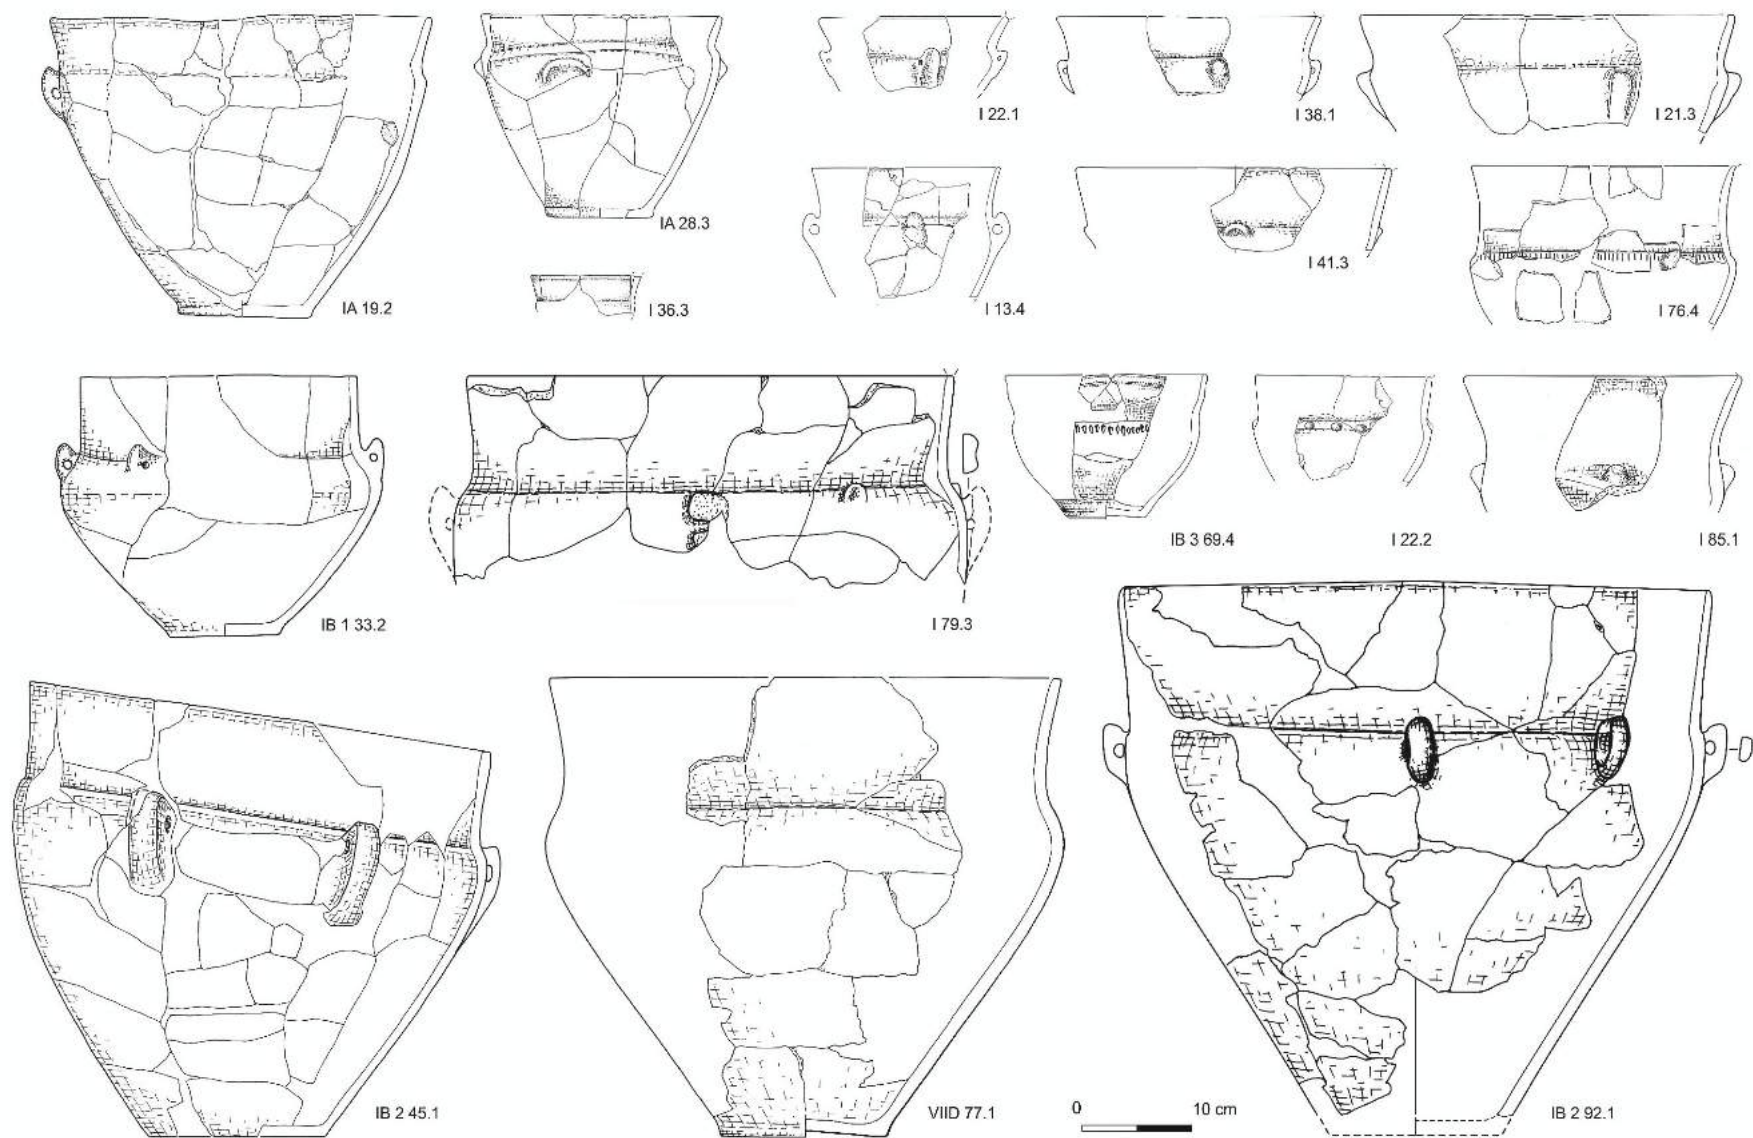 I 22.1
I 38.1
I 21.3
IA 28.3
I 41.3
IA 19.2
I 36.3
I 13.4
I 76.4
IB 3 69.4
I 22.2
I 85.1
IB 1 33.2
I 79.3
IB 2 45.1
VIID 77.1
0 10 cm
IB 2 92.1